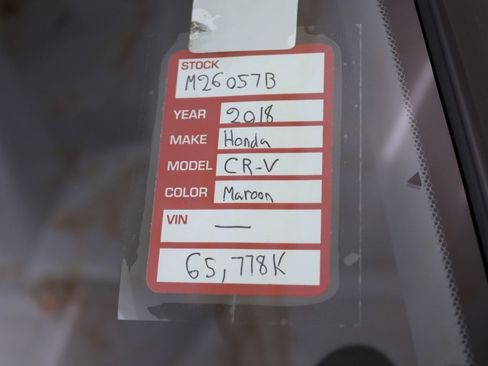 STOCK
M26057B
YEAR 2018
MAKE Honda
MODEL CR-V
COLOR Maroon
VIN —
65,778K